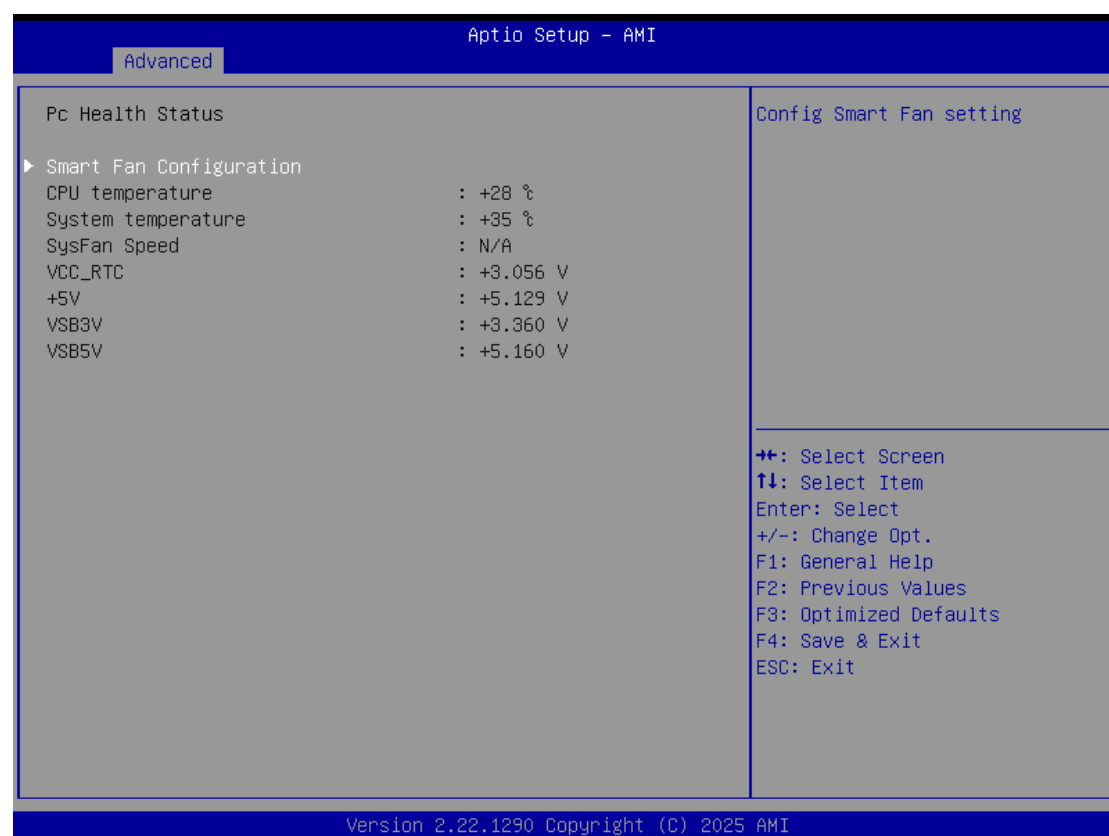 Aptio Setup – AMI
Advanced
Pc Health Status
Smart Fan Configuration
CPU temperature : +28 ℃
System temperature : +35 ℃
SysFan Speed : N/A
VCC_RTC : +3.056 V
+5V : +5.129 V
VSB3V : +3.360 V
VSB5V : +5.160 V
Config Smart Fan setting
→←: Select Screen
↑↓: Select Item
Enter: Select
+/-: Change Opt.
F1: General Help
F2: Previous Values
F3: Optimized Defaults
F4: Save & Exit
ESC: Exit
Version 2.22.1290 Copyright (C) 2025 AMI